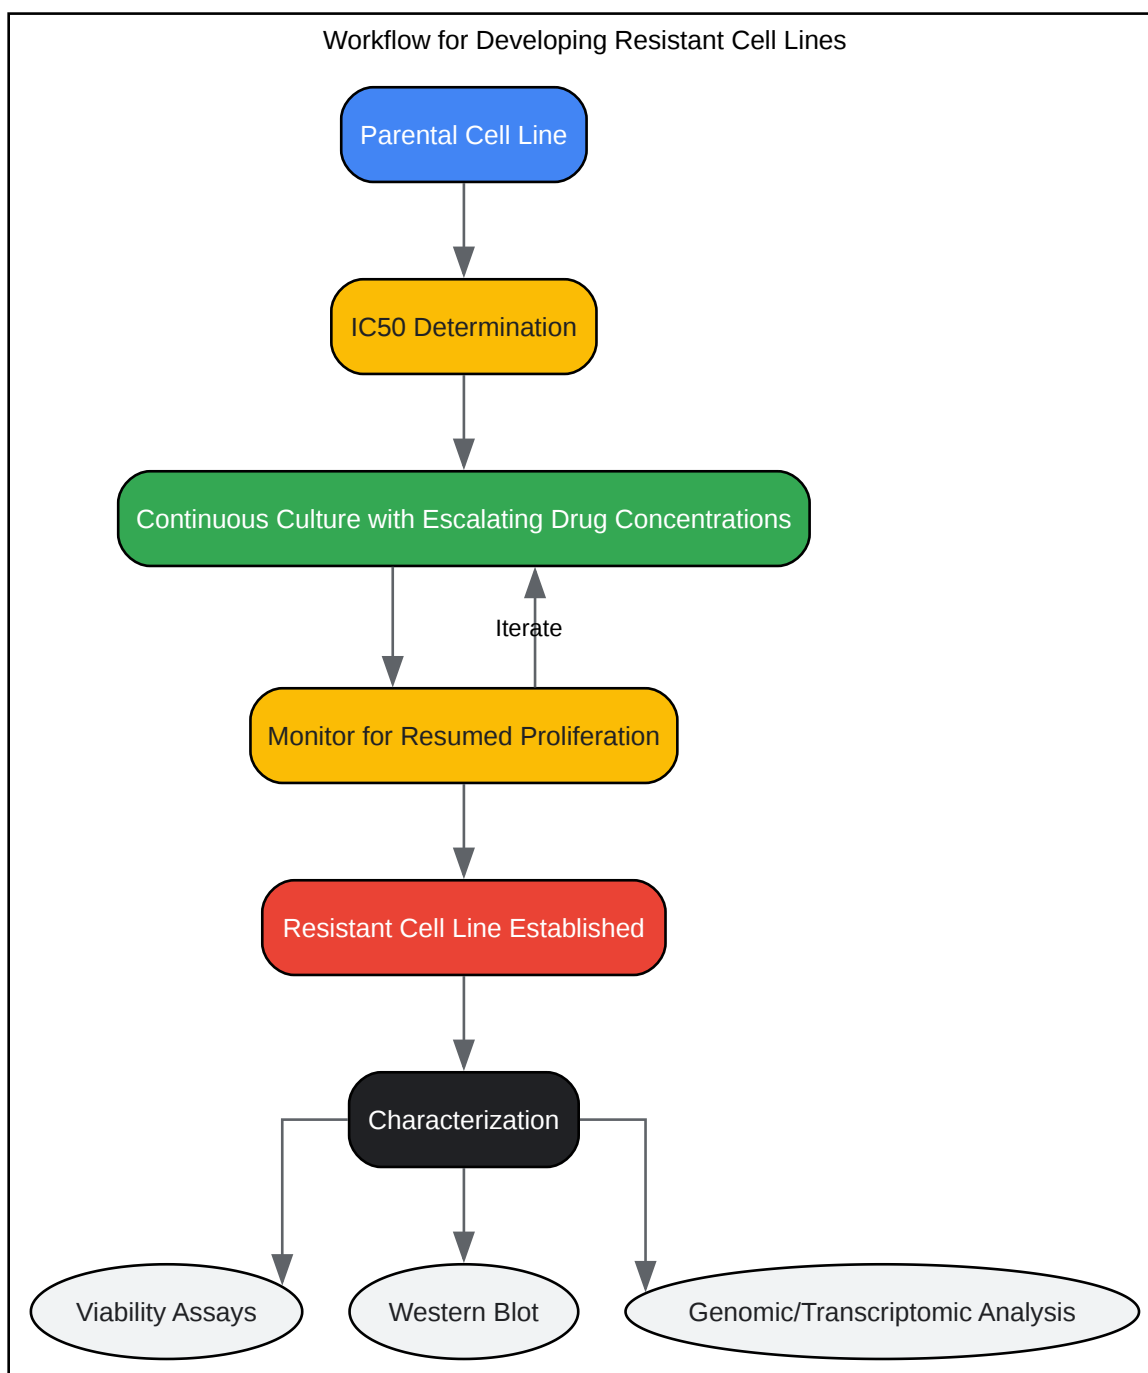 Workflow for Developing Resistant Cell Lines
Parental Cell Line
IC50 Determination
Continuous Culture with Escalating Drug Concentrations
Iterate
Monitor for Resumed Proliferation
Resistant Cell Line Established
Characterization
Viability Assays
Western Blot
Genomic/Transcriptomic Analysis